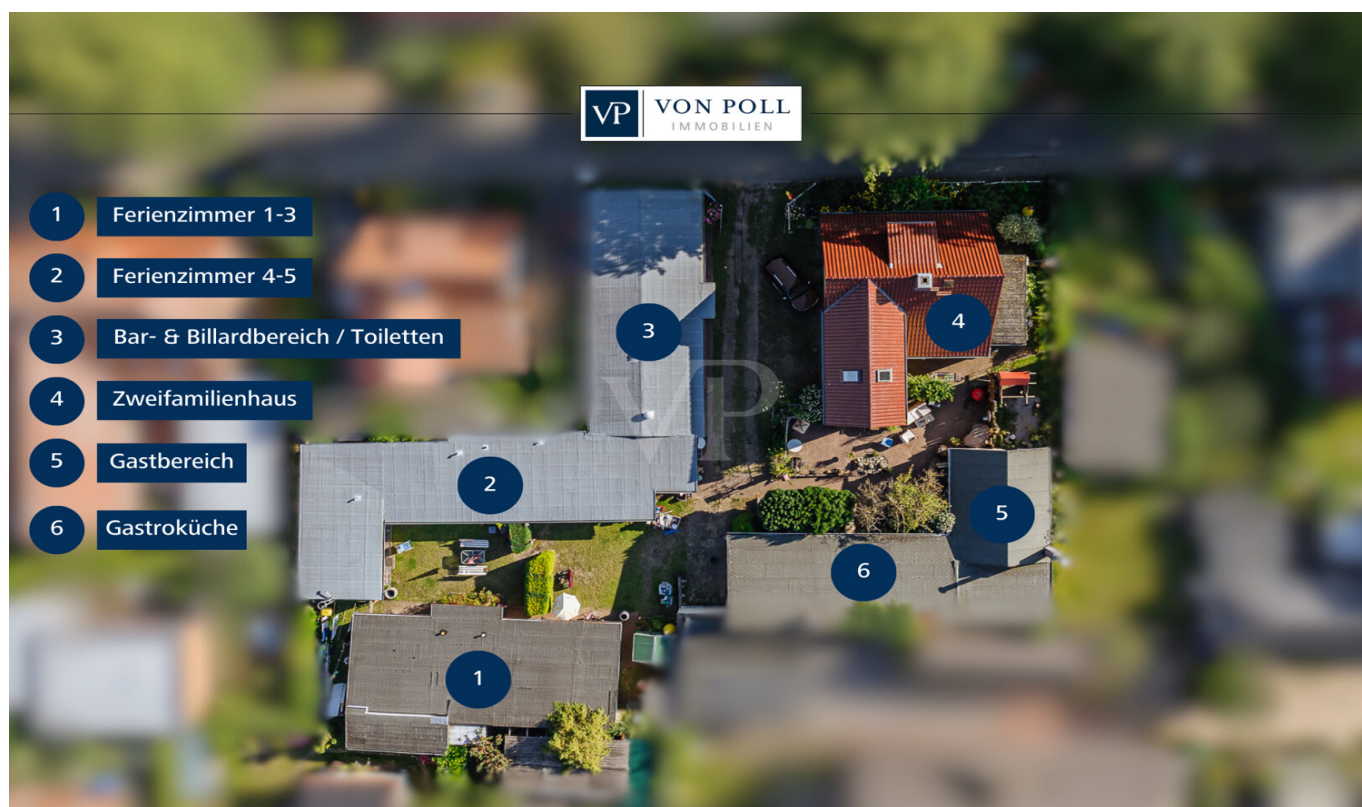 VP VON POLL
IMMOBILIEN
1 Ferienzimmer 1-3
2 Ferienzimmer 4-5
3 Bar- & Billardbereich / Toiletten
4 Zweifamilienhaus
5 Gastbereich
6 Gastroküche
3
4
VP
2
5
6
1